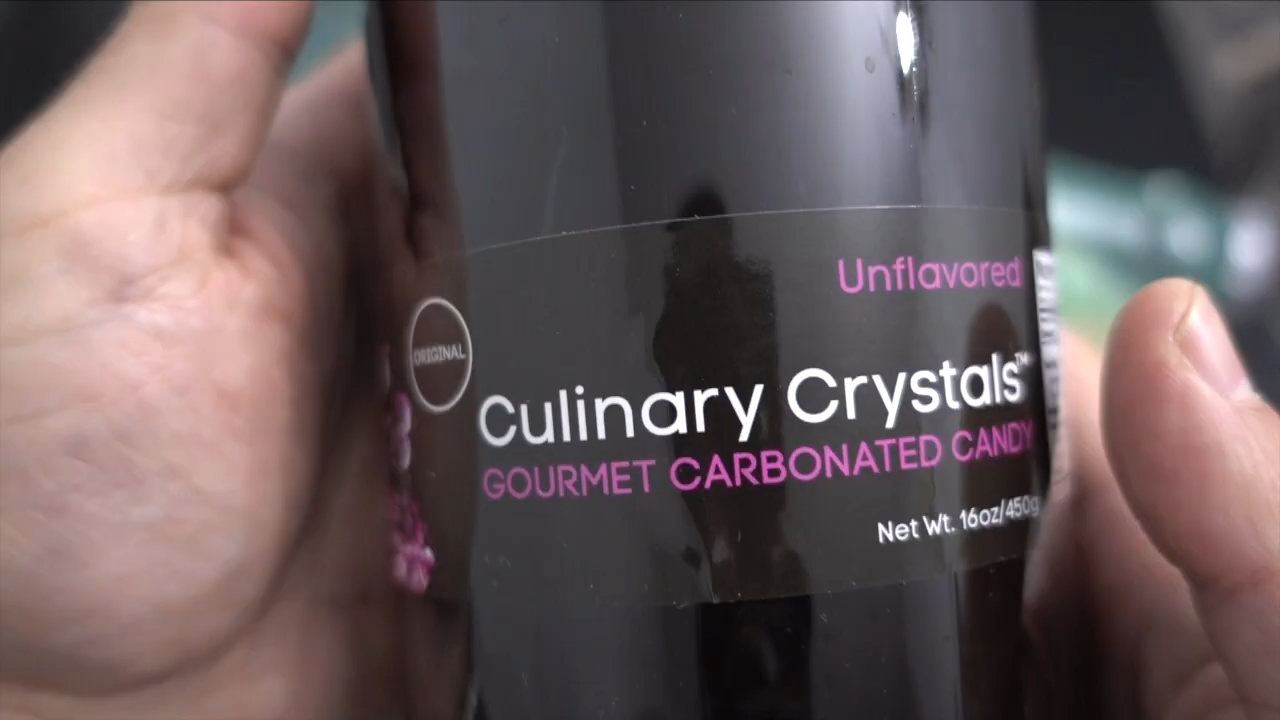 Unflavored
ORIGINAL
Culinary Crystals™
GOURMET CARBONATED CANDY
Net Wt. 16oz/450g